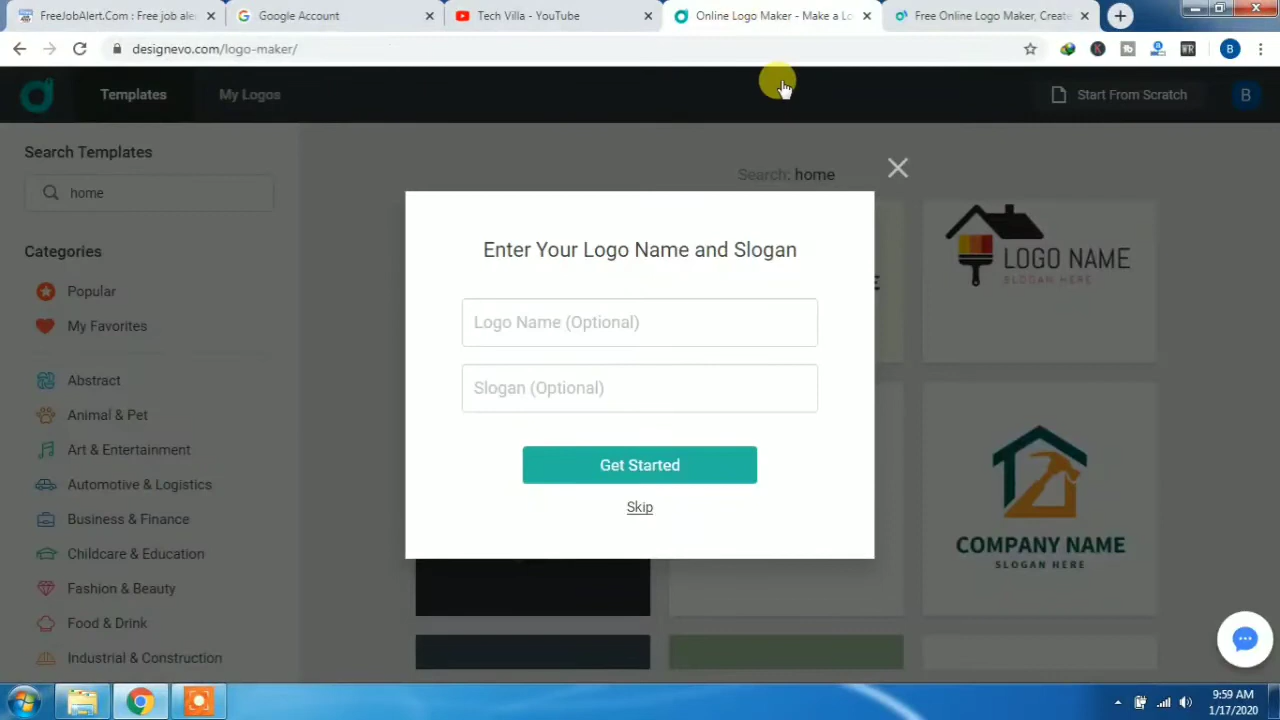 FreeJobAlert.Com : Free job ale
Google Account
Tech Villa - YouTube
Online Logo Maker - Make a Lo
Free Online Logo Maker, Create
designevo.com/logo-maker/
B
Templates
My Logos
Start From Scratch
B
Search Templates
home
Search: home
Categories
Popular
My Favorites
Abstract
Animal & Pet
Art & Entertainment
Automotive & Logistics
Business & Finance
Childcare & Education
Fashion & Beauty
Food & Drink
Industrial & Construction
Enter Your Logo Name and Slogan
Logo Name (Optional)
Slogan (Optional)
Get Started
Skip
LOGO NAME
SLOGAN HERE
COMPANY NAME
SLOGAN HERE
9:59 AM
1/17/2020